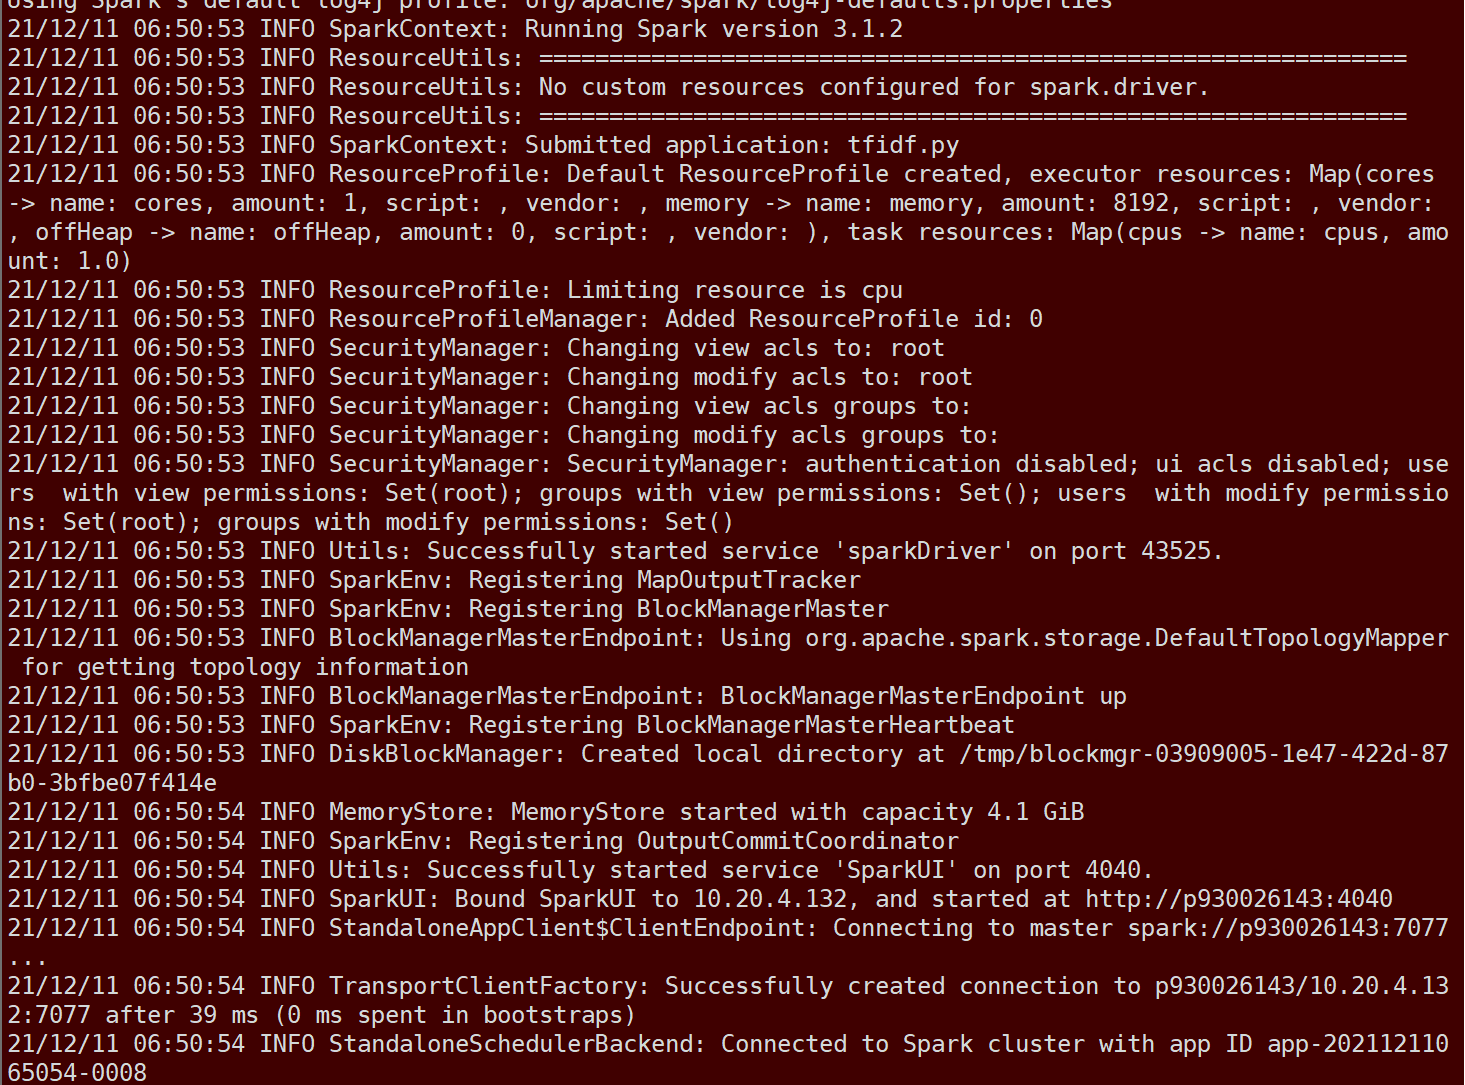 using Spark's default log4j profile: org/apache/spark/log4j-defaults.properties
21/12/11 06:50:53 INFO SparkContext: Running Spark version 3.1.2
21/12/11 06:50:53 INFO ResourceUtils: ==============================================================
21/12/11 06:50:53 INFO ResourceUtils: No custom resources configured for spark.driver.
21/12/11 06:50:53 INFO ResourceUtils: ==============================================================
21/12/11 06:50:53 INFO SparkContext: Submitted application: tfidf.py
21/12/11 06:50:53 INFO ResourceProfile: Default ResourceProfile created, executor resources: Map(cores
-> name: cores, amount: 1, script: , vendor: , memory -> name: memory, amount: 8192, script: , vendor:
, offHeap -> name: offHeap, amount: 0, script: , vendor: ), task resources: Map(cpus -> name: cpus, amo
unt: 1.0)
21/12/11 06:50:53 INFO ResourceProfile: Limiting resource is cpu
21/12/11 06:50:53 INFO ResourceProfileManager: Added ResourceProfile id: 0
21/12/11 06:50:53 INFO SecurityManager: Changing view acls to: root
21/12/11 06:50:53 INFO SecurityManager: Changing modify acls to: root
21/12/11 06:50:53 INFO SecurityManager: Changing view acls groups to:
21/12/11 06:50:53 INFO SecurityManager: Changing modify acls groups to:
21/12/11 06:50:53 INFO SecurityManager: SecurityManager: authentication disabled; ui acls disabled; use
rs  with view permissions: Set(root); groups with view permissions: Set(); users  with modify permissio
ns: Set(root); groups with modify permissions: Set()
21/12/11 06:50:53 INFO Utils: Successfully started service 'sparkDriver' on port 43525.
21/12/11 06:50:53 INFO SparkEnv: Registering MapOutputTracker
21/12/11 06:50:53 INFO SparkEnv: Registering BlockManagerMaster
21/12/11 06:50:53 INFO BlockManagerMasterEndpoint: Using org.apache.spark.storage.DefaultTopologyMapper
 for getting topology information
21/12/11 06:50:53 INFO BlockManagerMasterEndpoint: BlockManagerMasterEndpoint up
21/12/11 06:50:53 INFO SparkEnv: Registering BlockManagerMasterHeartbeat
21/12/11 06:50:53 INFO DiskBlockManager: Created local directory at /tmp/blockmgr-03909005-1e47-422d-87
b0-3bfbe07f414e
21/12/11 06:50:54 INFO MemoryStore: MemoryStore started with capacity 4.1 GiB
21/12/11 06:50:54 INFO SparkEnv: Registering OutputCommitCoordinator
21/12/11 06:50:54 INFO Utils: Successfully started service 'SparkUI' on port 4040.
21/12/11 06:50:54 INFO SparkUI: Bound SparkUI to 10.20.4.132, and started at http://p930026143:4040
21/12/11 06:50:54 INFO StandaloneAppClient$ClientEndpoint: Connecting to master spark://p930026143:7077
...
21/12/11 06:50:54 INFO TransportClientFactory: Successfully created connection to p930026143/10.20.4.13
2:7077 after 39 ms (0 ms spent in bootstraps)
21/12/11 06:50:54 INFO StandaloneSchedulerBackend: Connected to Spark cluster with app ID app-202112110
65054-0008